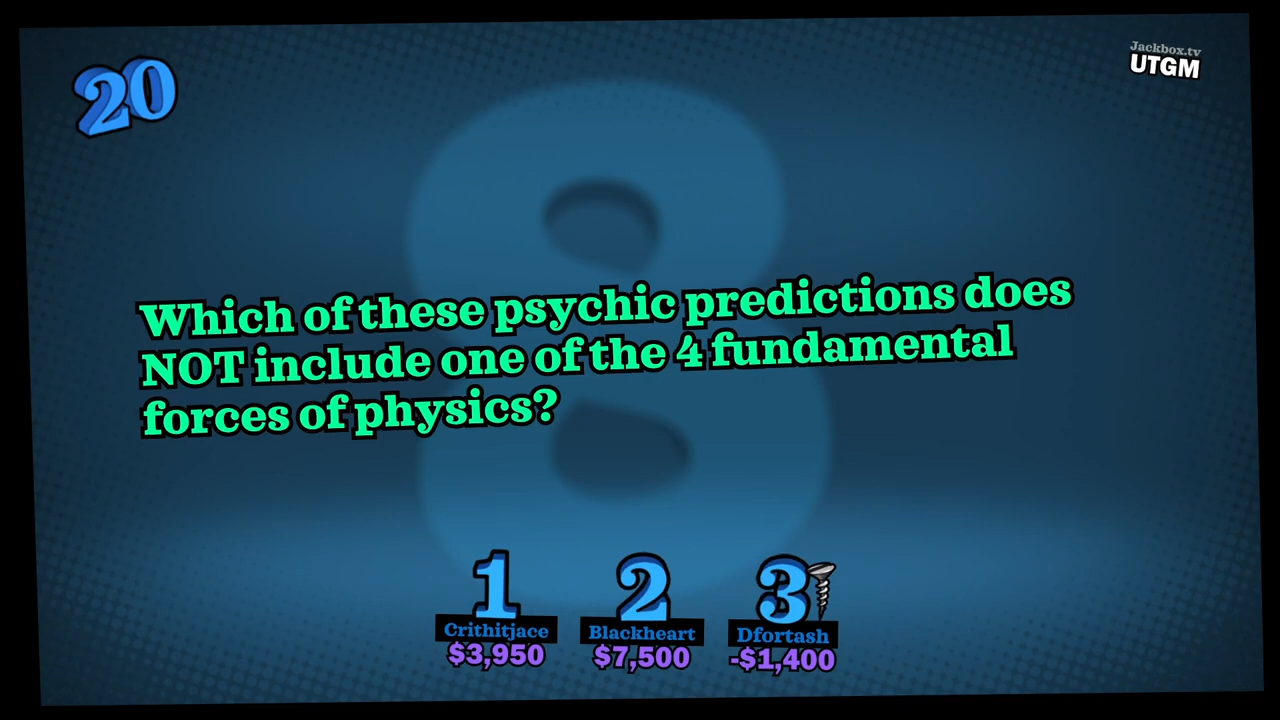 20
Jackbox.tv
UTGM
Which of these psychic predictions does
NOT include one of the 4 fundamental
forces of physics?
1
Crithitjace
$3,950
2
Blackheart
$7,500
3
Dfortash
-$1,400
8